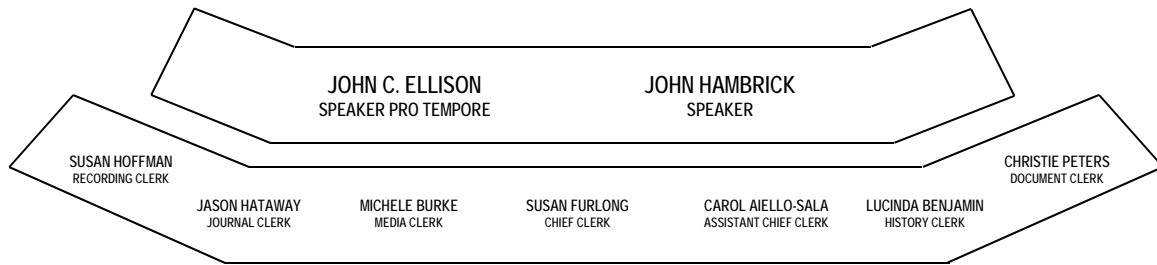 JOHN C. ELLISON
SPEAKER PRO TEMPORE
JOHN HAMBRICK
SPEAKER
SUSAN HOFFMAN
RECORDING CLERK
JASON HATAWAY
JOURNAL CLERK
MICHELE BURKE
MEDIA CLERK
SUSAN FURLONG
CHIEF CLERK
CAROL AIELLO-SALA
ASSISTANT CHIEF CLERK
LUCINDA BENJAMIN
HISTORY CLERK
CHRISTIE PETERS
DOCUMENT CLERK